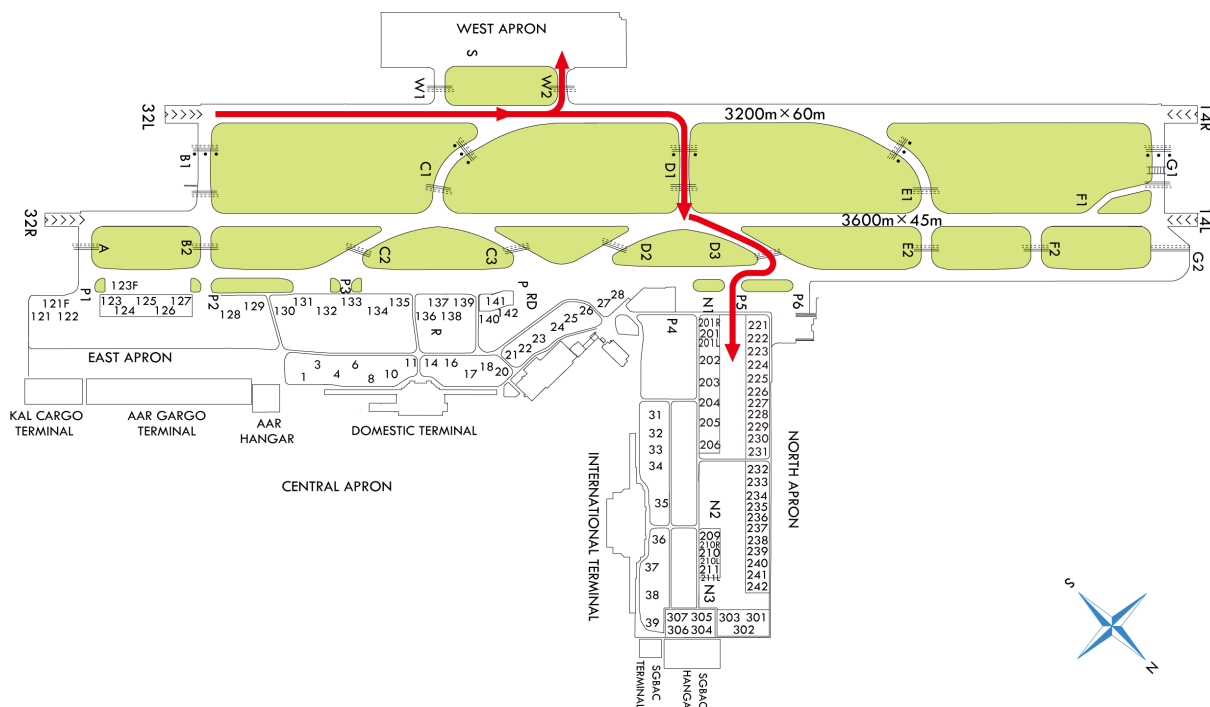 WEST APRON
S
W1
W2
32L
3200m×60m
14R
B1
C1
D1
E1
F1
G1
32R
3600m×45m
14L
A
B2
C2
C3
D2
D3
E2
F2
G2
P1
P2
P3
P
RD
N1
P5
P6
123F
121F
121 122
123 125 127
124 126
128 129
130
131
132
133
134
135
136
137 139
138
R
140
141
142
21
22
23
24
25
26
27
28
P4
201R
201
201L
202
203
204
205
206
221
222
223
224
225
226
227
228
229
230
231
EAST APRON
1
3
4
6
8
10
11
14
16
17
18
20
KAL CARGO
TERMINAL
AAR GARGO
TERMINAL
AAR
HANGAR
DOMESTIC TERMINAL
CENTRAL APRON
INTERNATIONAL TERMINAL
31
32
33
34
35
36
37
38
39
N2
209
210R
210
210L
211
211L
N3
232
233
234
235
236
237
238
239
240
241
242
NORTH APRON
307 305
306 304
303 301
302
SGBAC
TERMINAL
SGBAC
HANGA
S
N